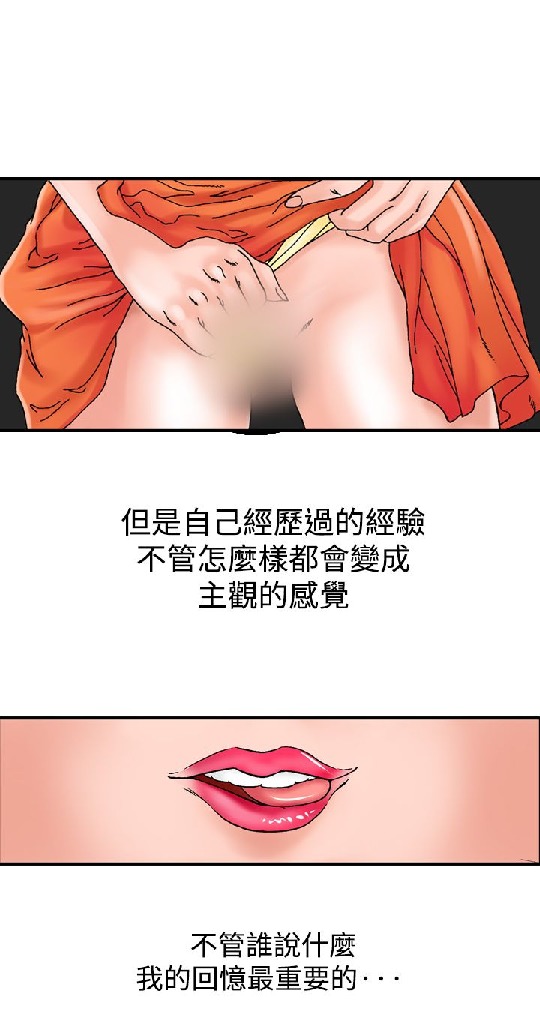 但是自己經歷過的經驗
不管怎麼樣都會變成
主觀的感覺
不管誰說什麼
我的回憶最重要的···